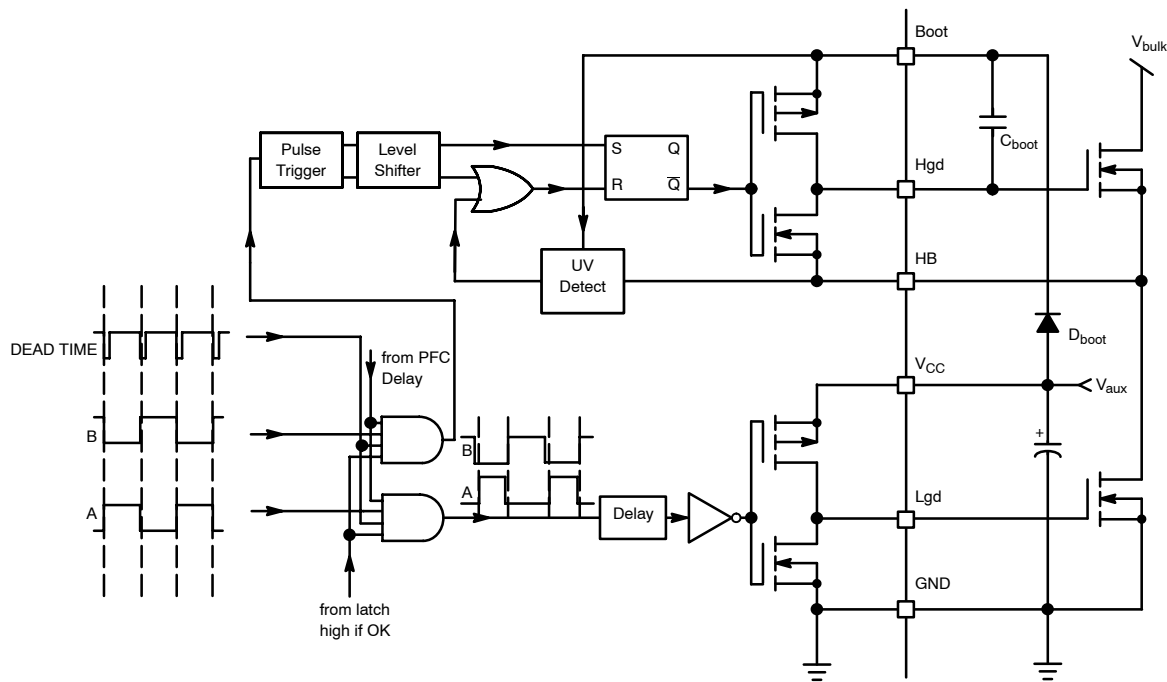 Boot
V_bulk
Pulse
Trigger
Level
Shifter
S
Q
R
Q̅
C_boot
Hgd
UV
Detect
HB
DEAD TIME
from PFC
Delay
D_boot
V_CC
V_aux
B
B
+
A
A
Delay
Lgd
from latch
high if OK
GND